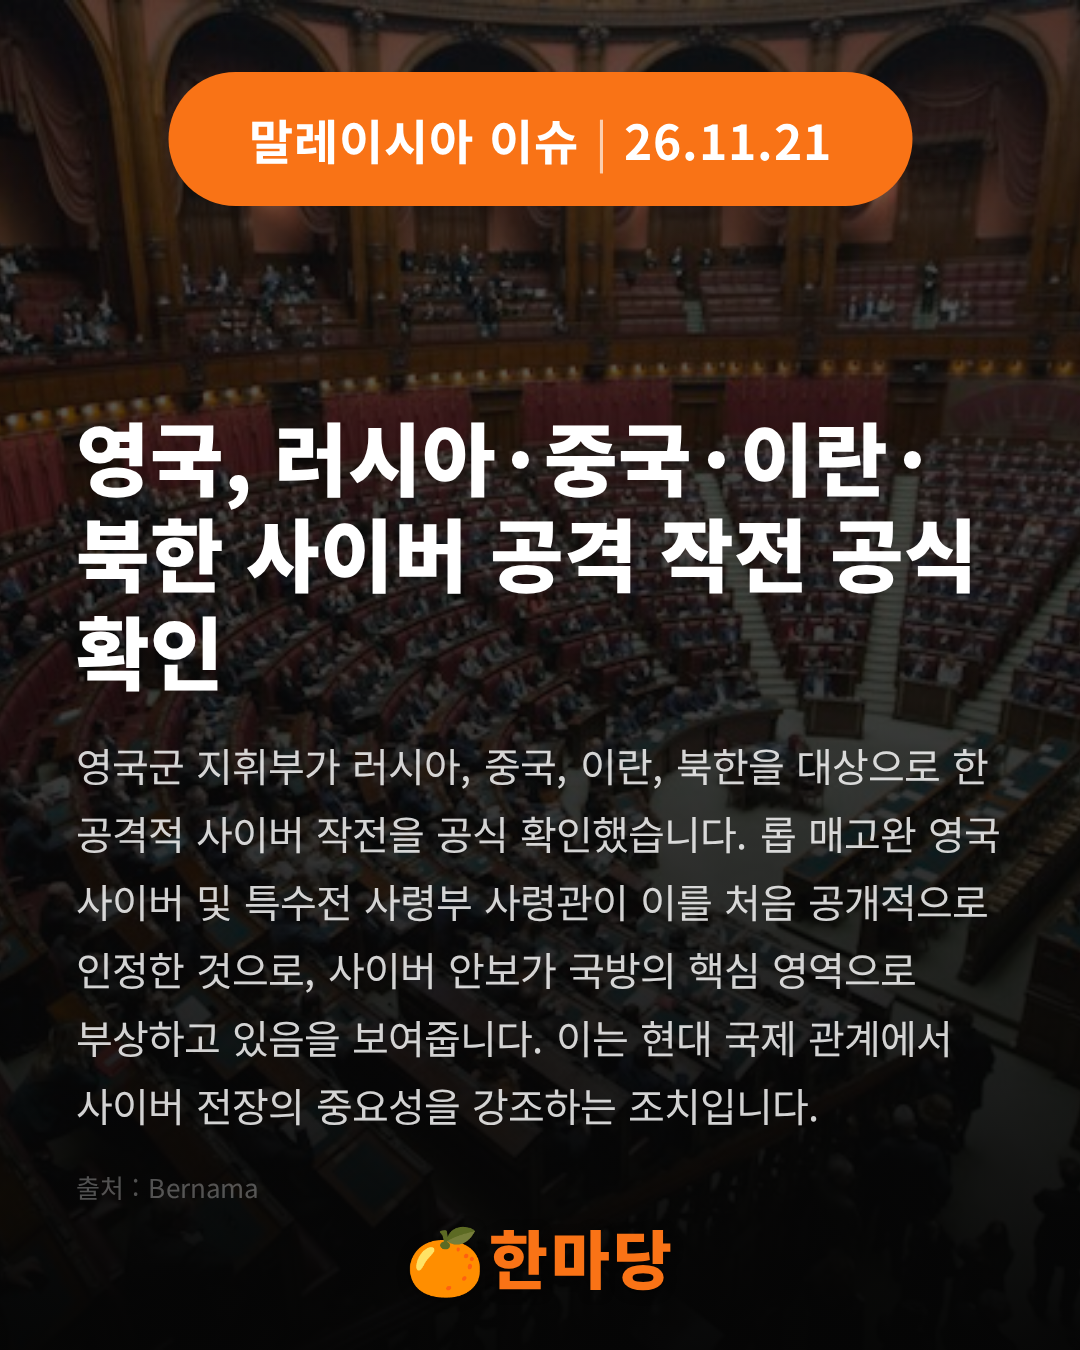 말레이시아 이슈 | 26.11.21
영국, 러시아·중국·이란·
북한 사이버 공격 작전 공식
확인
영국군 지휘부가 러시아, 중국, 이란, 북한을 대상으로 한
공격적 사이버 작전을 공식 확인했습니다. 롭 매고완 영국
사이버 및 특수전 사령부 사령관이 이를 처음 공개적으로
인정한 것으로, 사이버 안보가 국방의 핵심 영역으로
부상하고 있음을 보여줍니다. 이는 현대 국제 관계에서
사이버 전장의 중요성을 강조하는 조치입니다.
출처 : Bernama
한마당